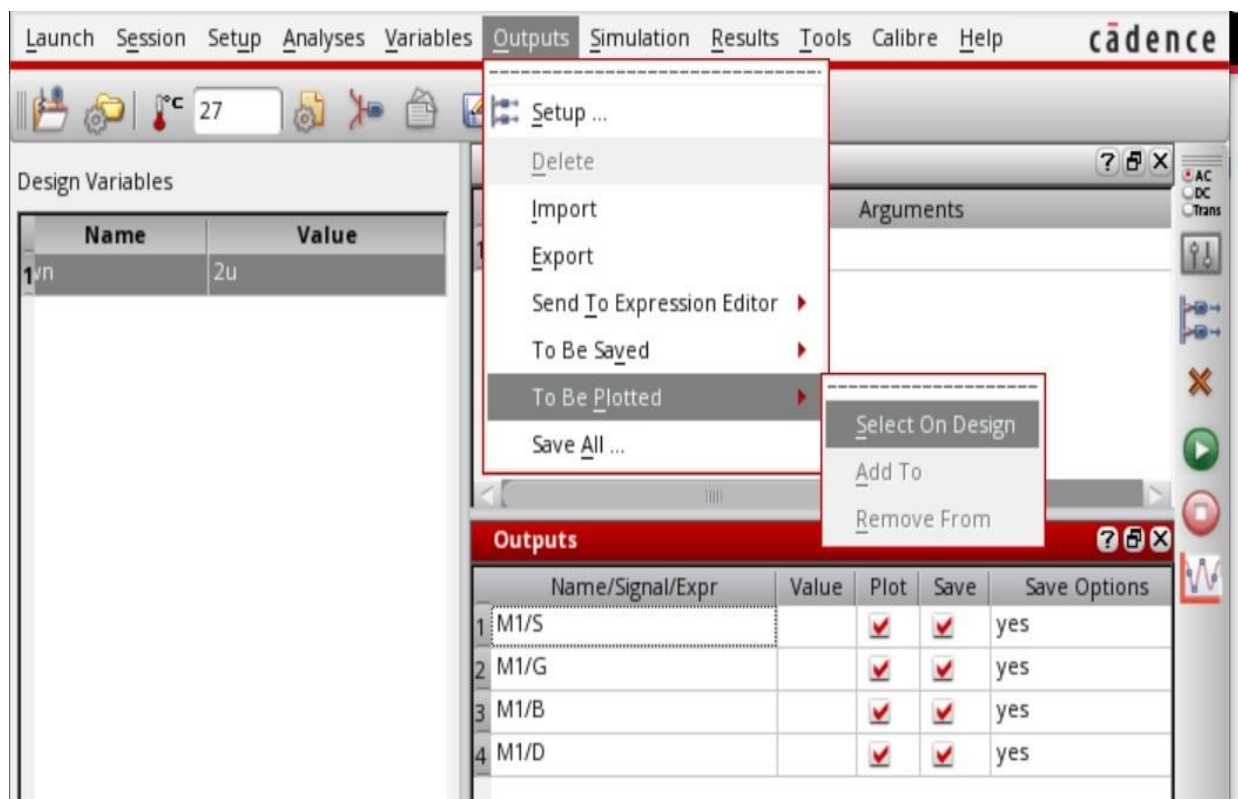 Launch Session Setup Analyses Variables Outputs Simulation Results Tools Calibre Help cādence
°C 27
Setup ...
Delete
Import
Export
Send To Expression Editor
To Be Saved
To Be Plotted
Save All ...
Select On Design
Add To
Remove From
Design Variables
Name Value
1 vn 2u
Arguments
1
AC
DC
Trans
Outputs
Name/Signal/Expr Value Plot Save Save Options
1 M1/S yes
2 M1/G yes
3 M1/B yes
4 M1/D yes